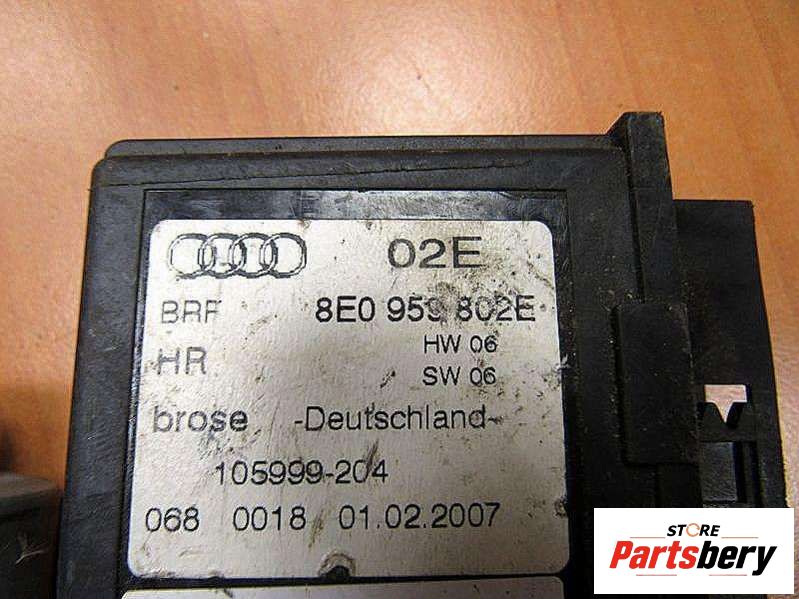 02E
BRF 8E0 959 802E
HR HW 06
SW 06
brose -Deutschland-
105999-204
068 0018 01.02.2007
STORE
Partsbery